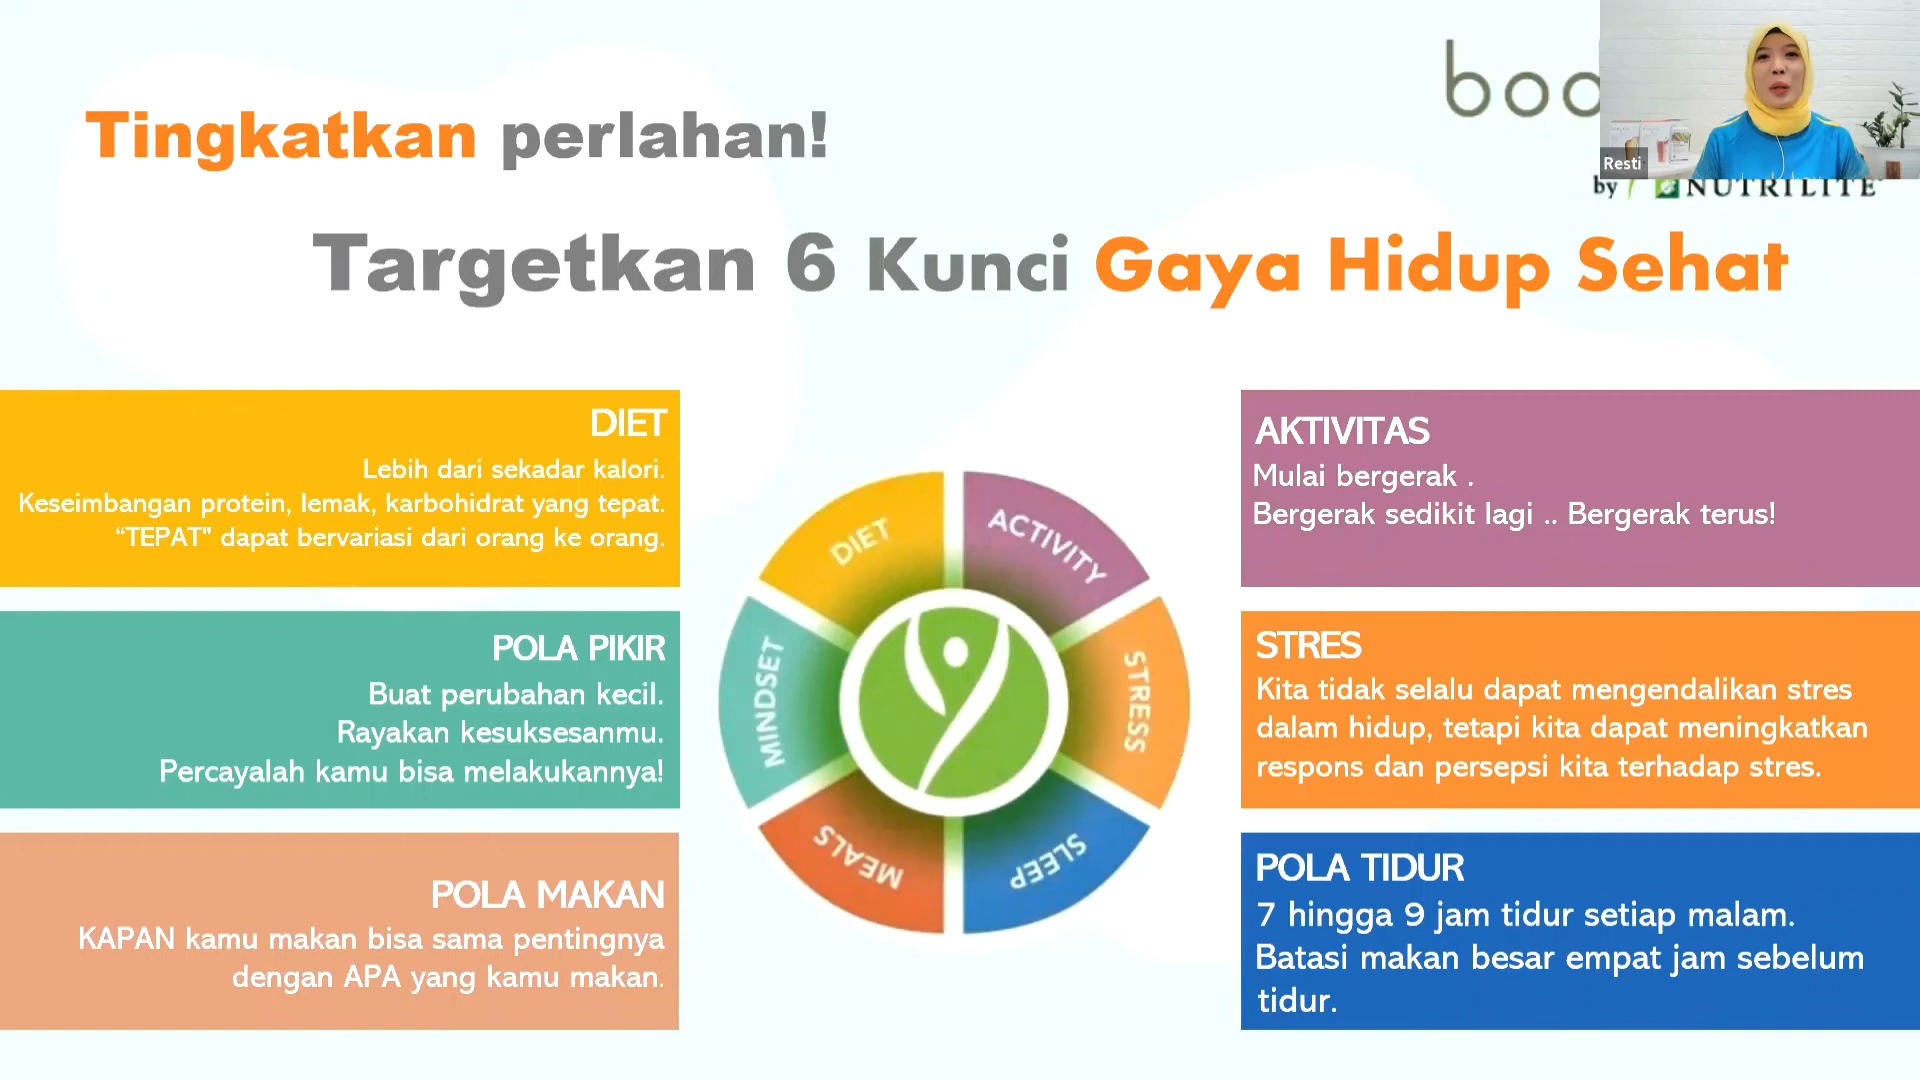 boo
Resti
by NUTRILITE
Tingkatkan perlahan!
Targetkan 6 Kunci Gaya Hidup Sehat
DIET
Lebih dari sekadar kalori.
Keseimbangan protein, lemak, karbohidrat yang tepat.
“TEPAT" dapat bervariasi dari orang ke orang.
POLA PIKIR
Buat perubahan kecil.
Rayakan kesuksesanmu.
Percayalah kamu bisa melakukannya!
POLA MAKAN
KAPAN kamu makan bisa sama pentingnya
dengan APA yang kamu makan.
DIET
ACTIVITY
MINDSET
STRESS
MEALS
SLEEP
AKTIVITAS
Mulai bergerak .
Bergerak sedikit lagi .. Bergerak terus!
STRES
Kita tidak selalu dapat mengendalikan stres
dalam hidup, tetapi kita dapat meningkatkan
respons dan persepsi kita terhadap stres.
POLA TIDUR
7 hingga 9 jam tidur setiap malam.
Batasi makan besar empat jam sebelum
tidur.